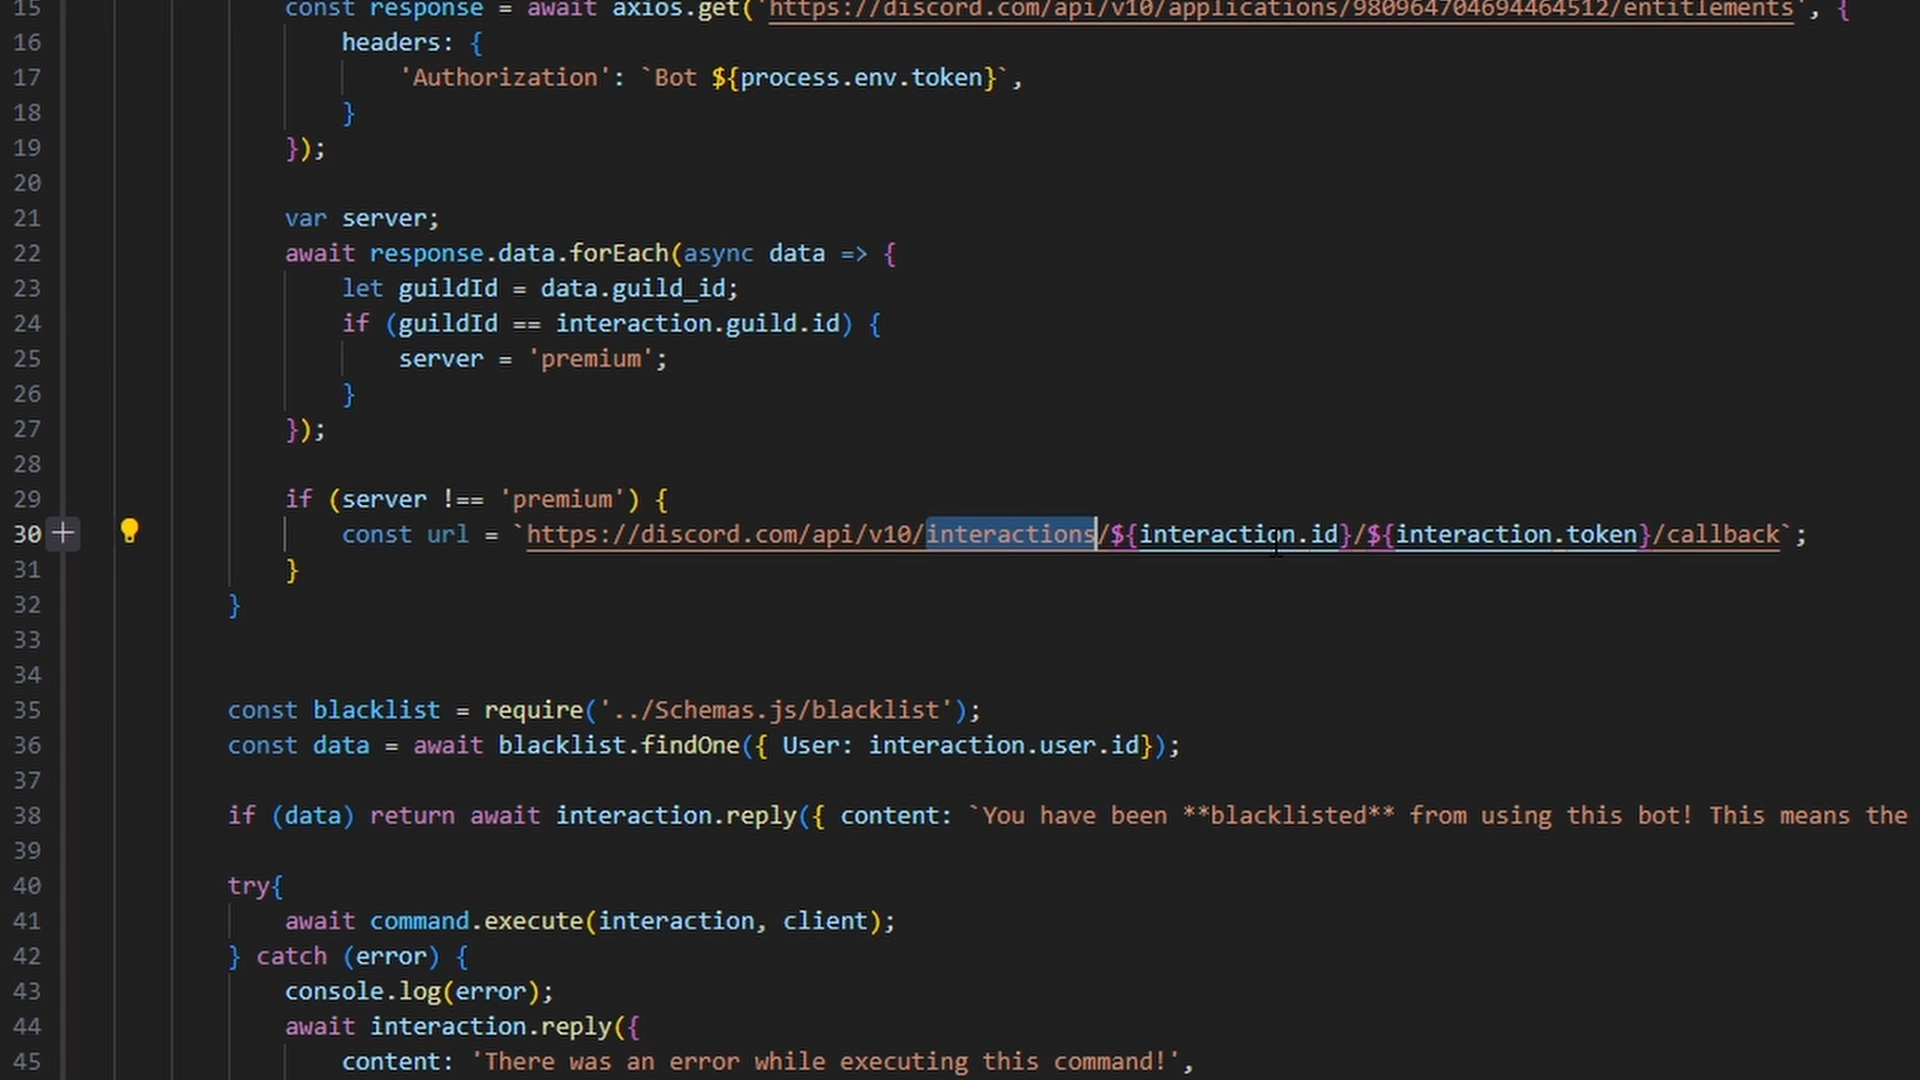 15 const response = await axios.get('https://discord.com/api/v10/applications/980964704694464512/entitlements', {
16 headers: {
17 'Authorization': `Bot ${process.env.token}`,
18 }
19 });
20
21 var server;
22 await response.data.forEach(async data => {
23 let guildId = data.guild_id;
24 if (guildId == interaction.guild.id) {
25 server = 'premium';
26 }
27 });
28
29 if (server !== 'premium') {
30 const url = `https://discord.com/api/v10/interactions/${interaction.id}/${interaction.token}/callback`;
31 }
32 }
33
34
35 const blacklist = require('../Schemas.js/blacklist');
36 const data = await blacklist.findOne({ User: interaction.user.id});
37
38 if (data) return await interaction.reply({ content: `You have been **blacklisted** from using this bot! This means the
39
40 try{
41 await command.execute(interaction, client);
42 } catch (error) {
43 console.log(error);
44 await interaction.reply({
45 content: 'There was an error while executing this command!',